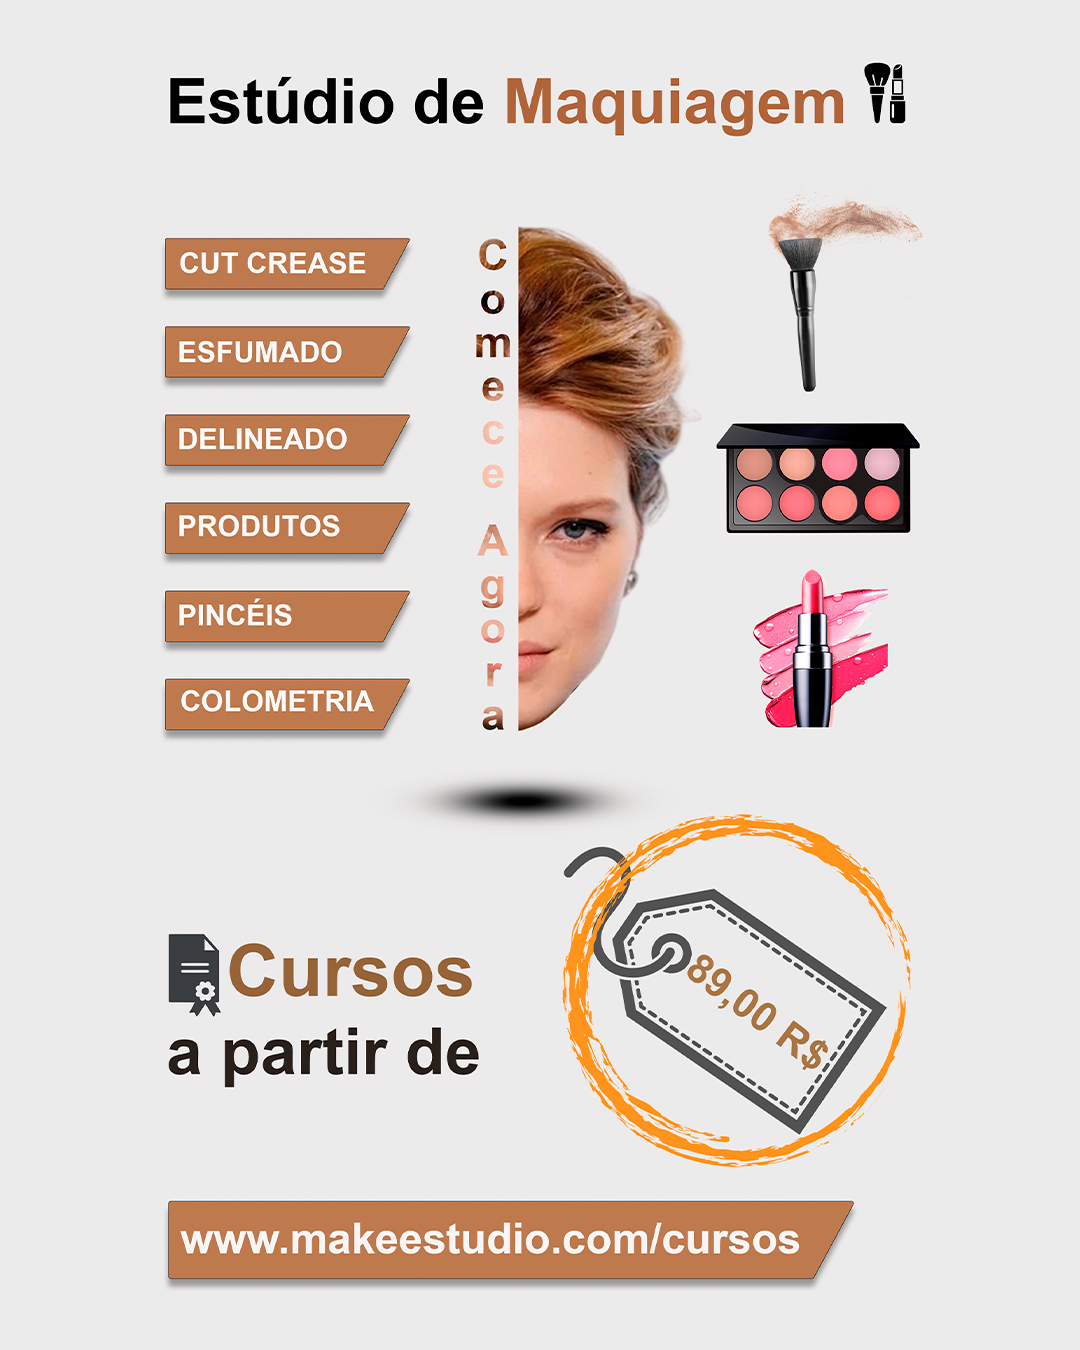 Estúdio de Maquiagem
CUT CREASE
ESFUMADO
DELINEADO
PRODUTOS
PINCÉIS
COLOMETRIA
Comece Agora
Cursos
a partir de
89,00 R$
www.makeestudio.com/cursos